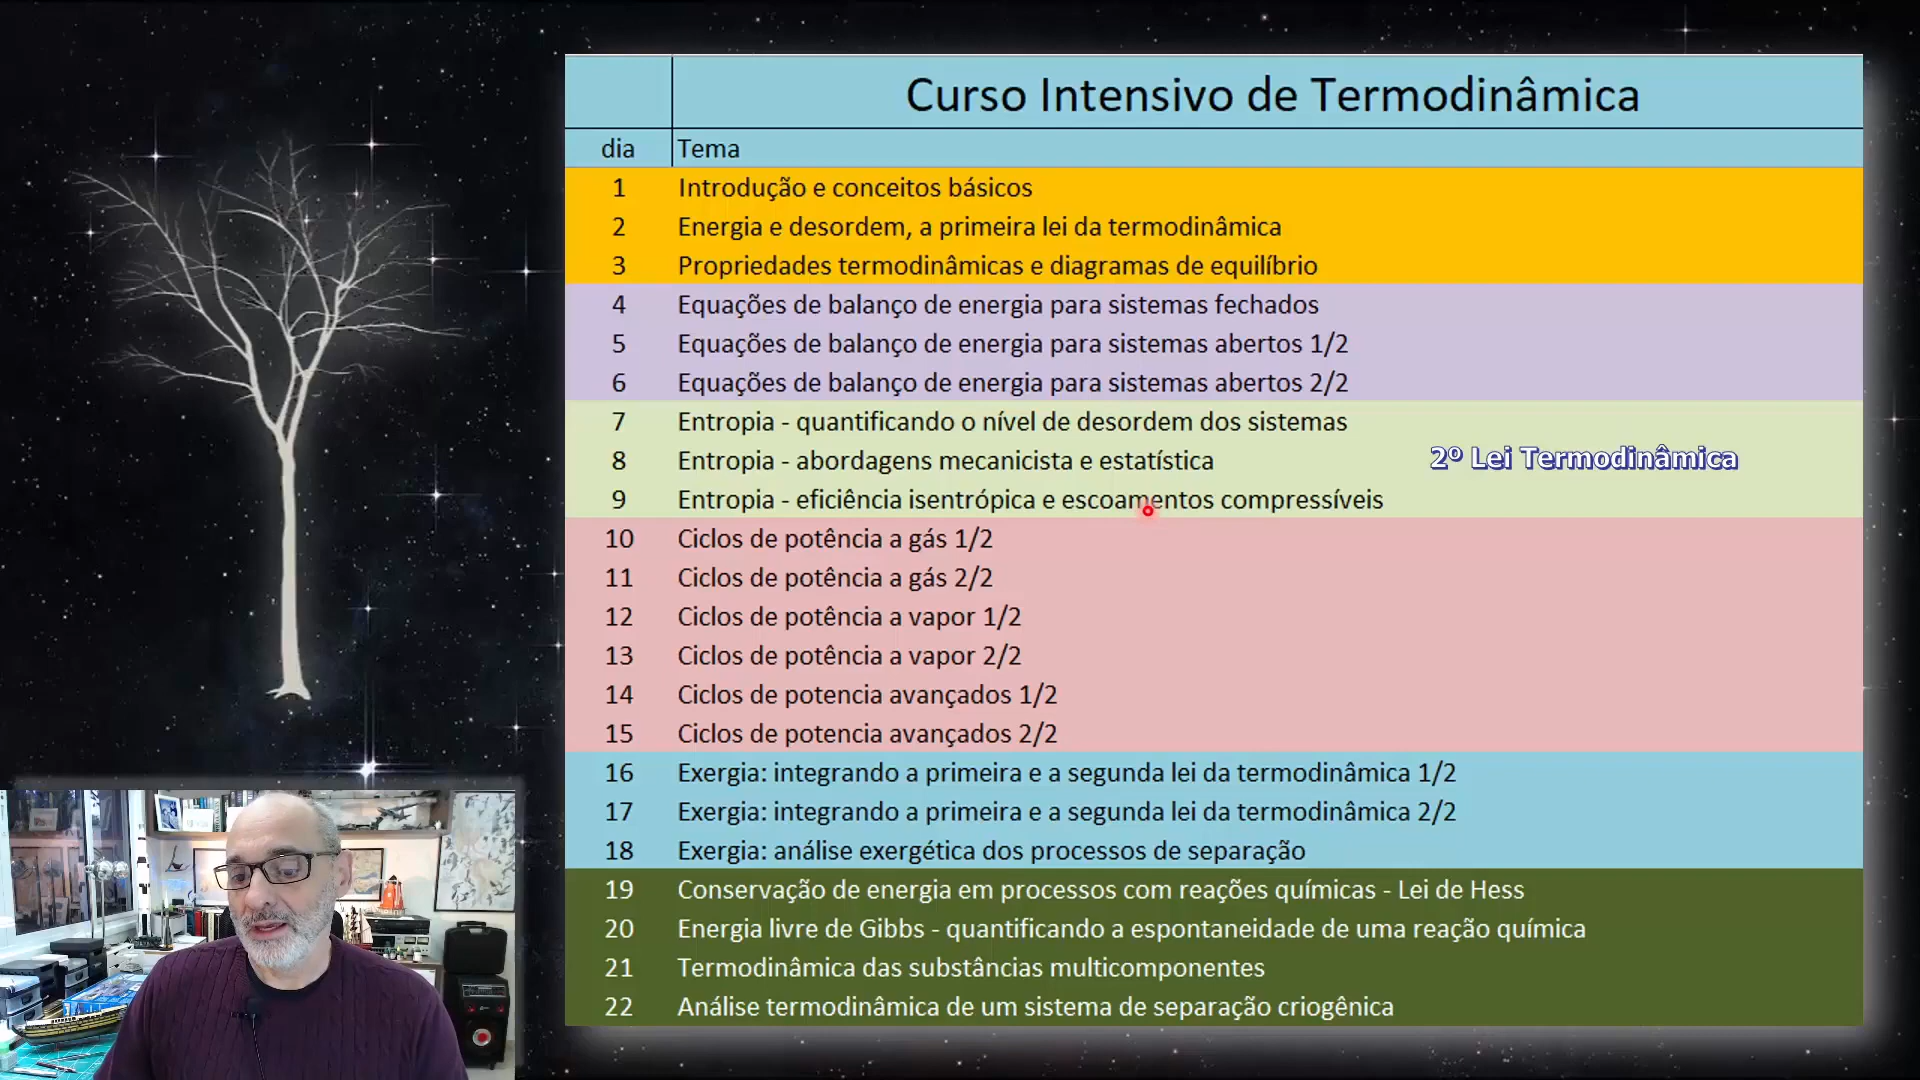 Curso Intensivo de Termodinâmica
dia Tema
1 Introdução e conceitos básicos
2 Energia e desordem, a primeira lei da termodinâmica
3 Propriedades termodinâmicas e diagramas de equilíbrio
4 Equações de balanço de energia para sistemas fechados
5 Equações de balanço de energia para sistemas abertos 1/2
6 Equações de balanço de energia para sistemas abertos 2/2
7 Entropia - quantificando o nível de desordem dos sistemas
8 Entropia - abordagens mecanicista e estatística
2º Lei Termodinâmica
9 Entropia - eficiência isentrópica e escoamentos compressíveis
10 Ciclos de potência a gás 1/2
11 Ciclos de potência a gás 2/2
12 Ciclos de potência a vapor 1/2
13 Ciclos de potência a vapor 2/2
14 Ciclos de potencia avançados 1/2
15 Ciclos de potencia avançados 2/2
16 Exergia: integrando a primeira e a segunda lei da termodinâmica 1/2
17 Exergia: integrando a primeira e a segunda lei da termodinâmica 2/2
18 Exergia: análise exergética dos processos de separação
19 Conservação de energia em processos com reações químicas - Lei de Hess
20 Energia livre de Gibbs - quantificando a espontaneidade de uma reação química
21 Termodinâmica das substâncias multicomponentes
22 Análise termodinâmica de um sistema de separação criogênica